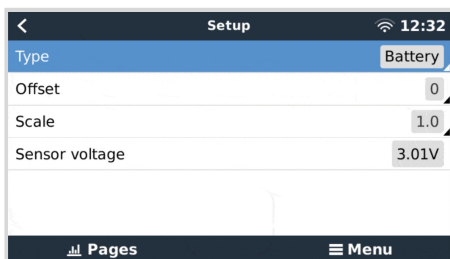 Setup 12:32
Type Battery
Offset 0
Scale 1.0
Sensor voltage 3.01V
Pages Menu